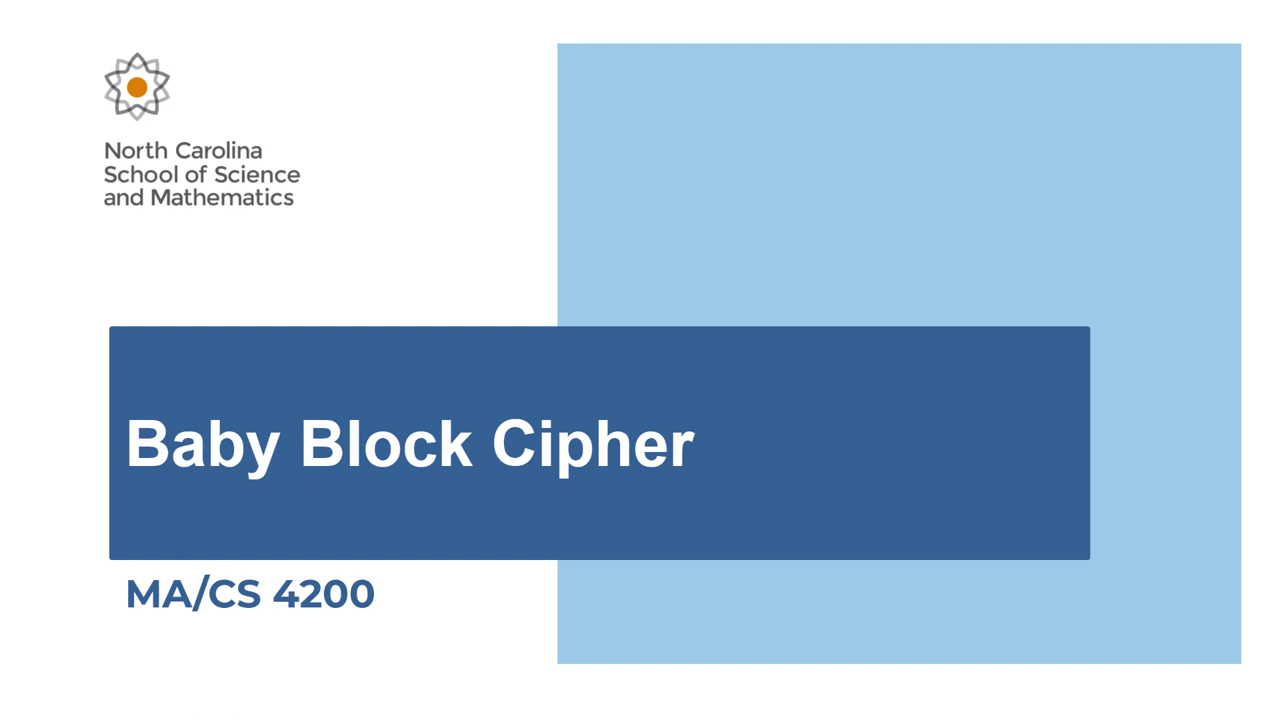 North Carolina
School of Science
and Mathematics
Baby Block Cipher
MA/CS 4200